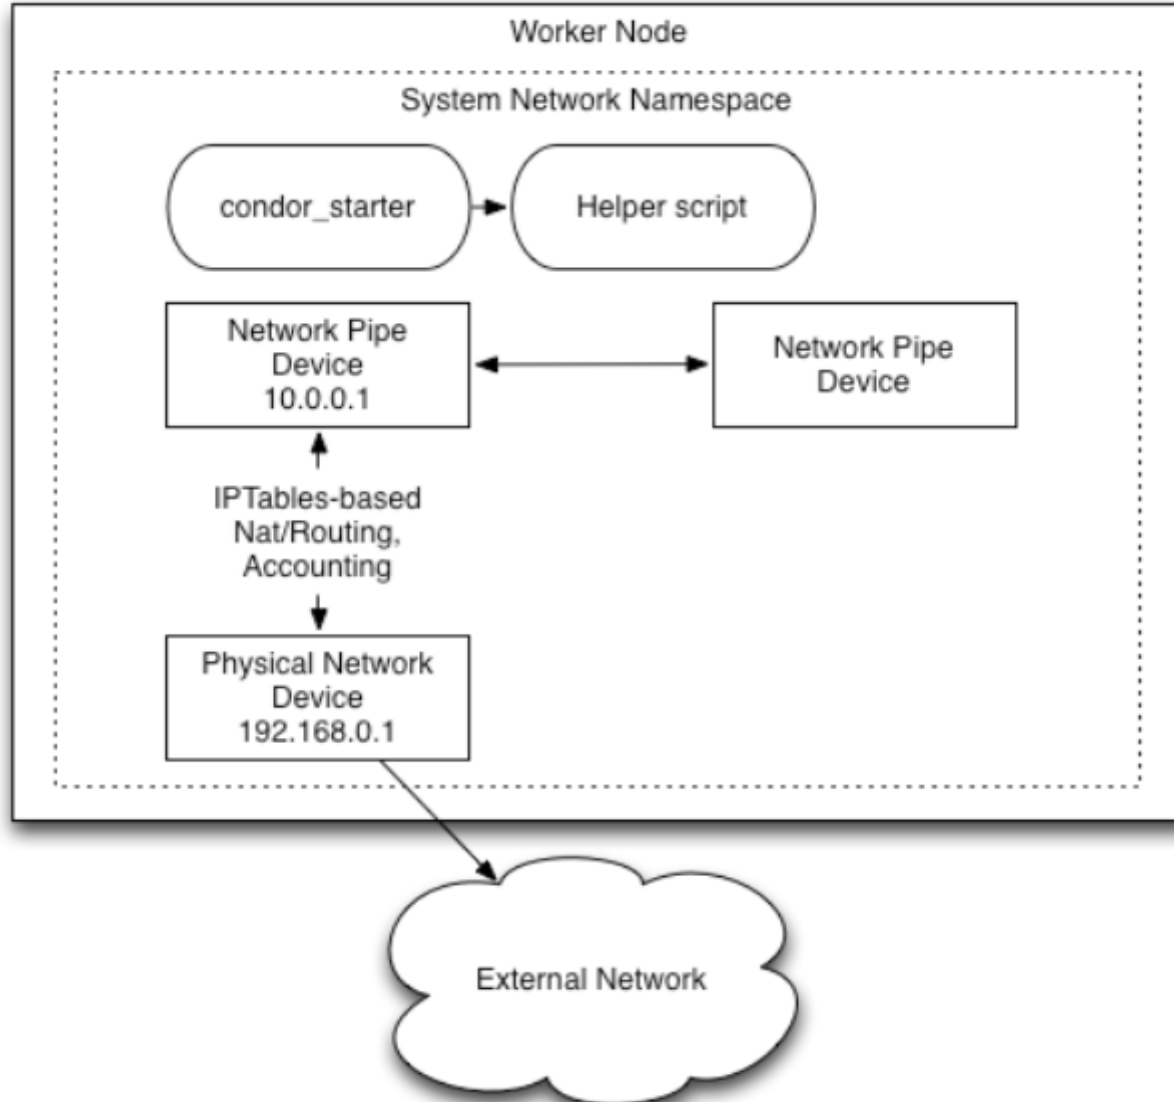 Worker Node
System Network Namespace
condor_starter
Helper script
Network Pipe
Device
10.0.0.1
Network Pipe
Device
IPTables-based
Nat/Routing,
Accounting
Physical Network
Device
192.168.0.1
External Network